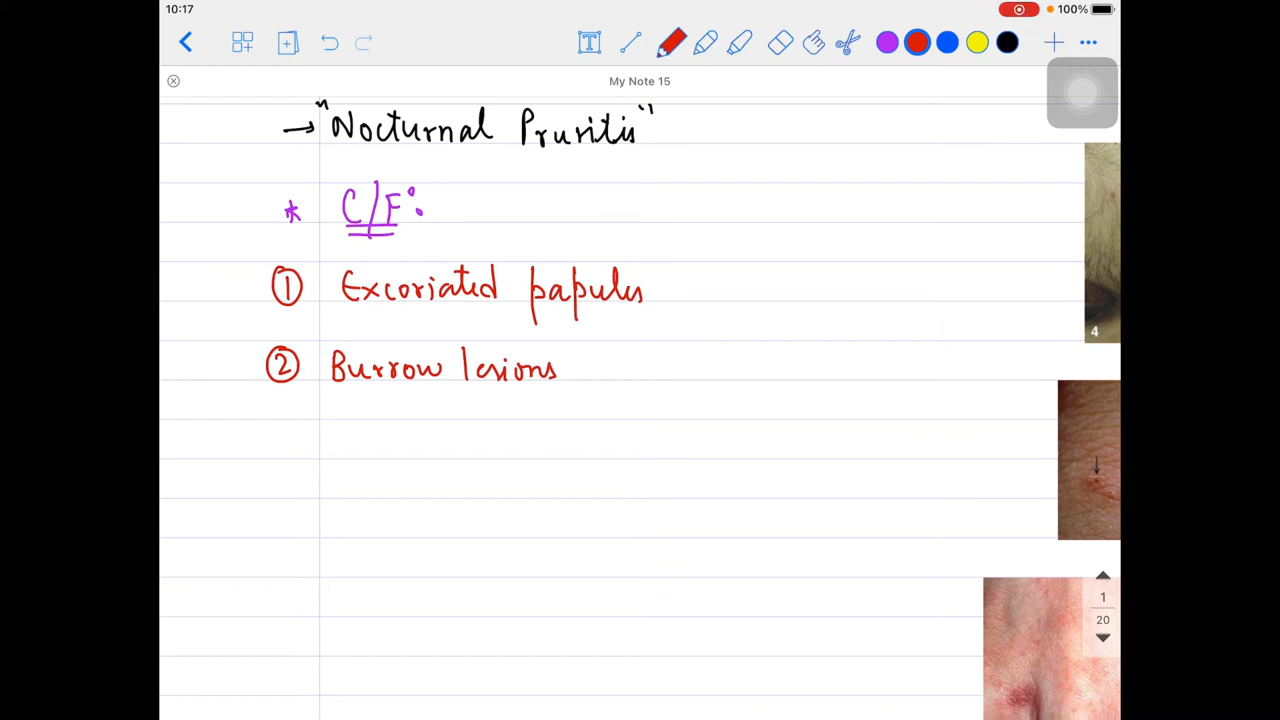 10:17
100%
My Note 15
→ "Nocturnal Pruritis"
* C/F:
① Excoriated papules
② Burrow lesions
4
1
20